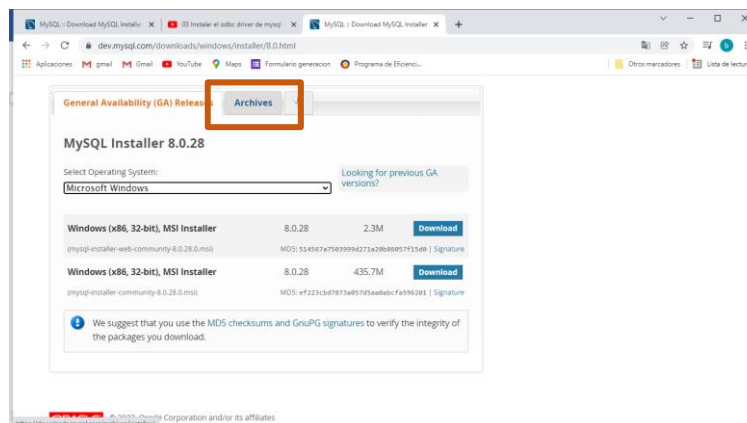 MySQL :: Download MySQL Installer
03 Instalar el odbc driver de mysql
MySQL :: Download MySQL Installer
dev.mysql.com/downloads/windows/installer/8.0.html
Aplicaciones
gmail
Gmail
YouTube
Maps
Formulario generacion
Programa de Eficienci...
Otros marcadores
Lista de lectur
General Availability (GA) Releases
Archives
MySQL Installer 8.0.28
Select Operating System:
Looking for previous GA versions?
Microsoft Windows
Windows (x86, 32-bit), MSI Installer 8.0.28 2.3M Download
(mysql-installer-web-community-8.0.28.0.msi) MD5: | Signature
Windows (x86, 32-bit), MSI Installer 8.0.28 435.7M Download
(mysql-installer-community-8.0.28.0.msi) MD5: | Signature
We suggest that you use the MD5 checksums and GnuPG signatures to verify the integrity of
the packages you download.
© 2022, Oracle Corporation and/or its affiliates